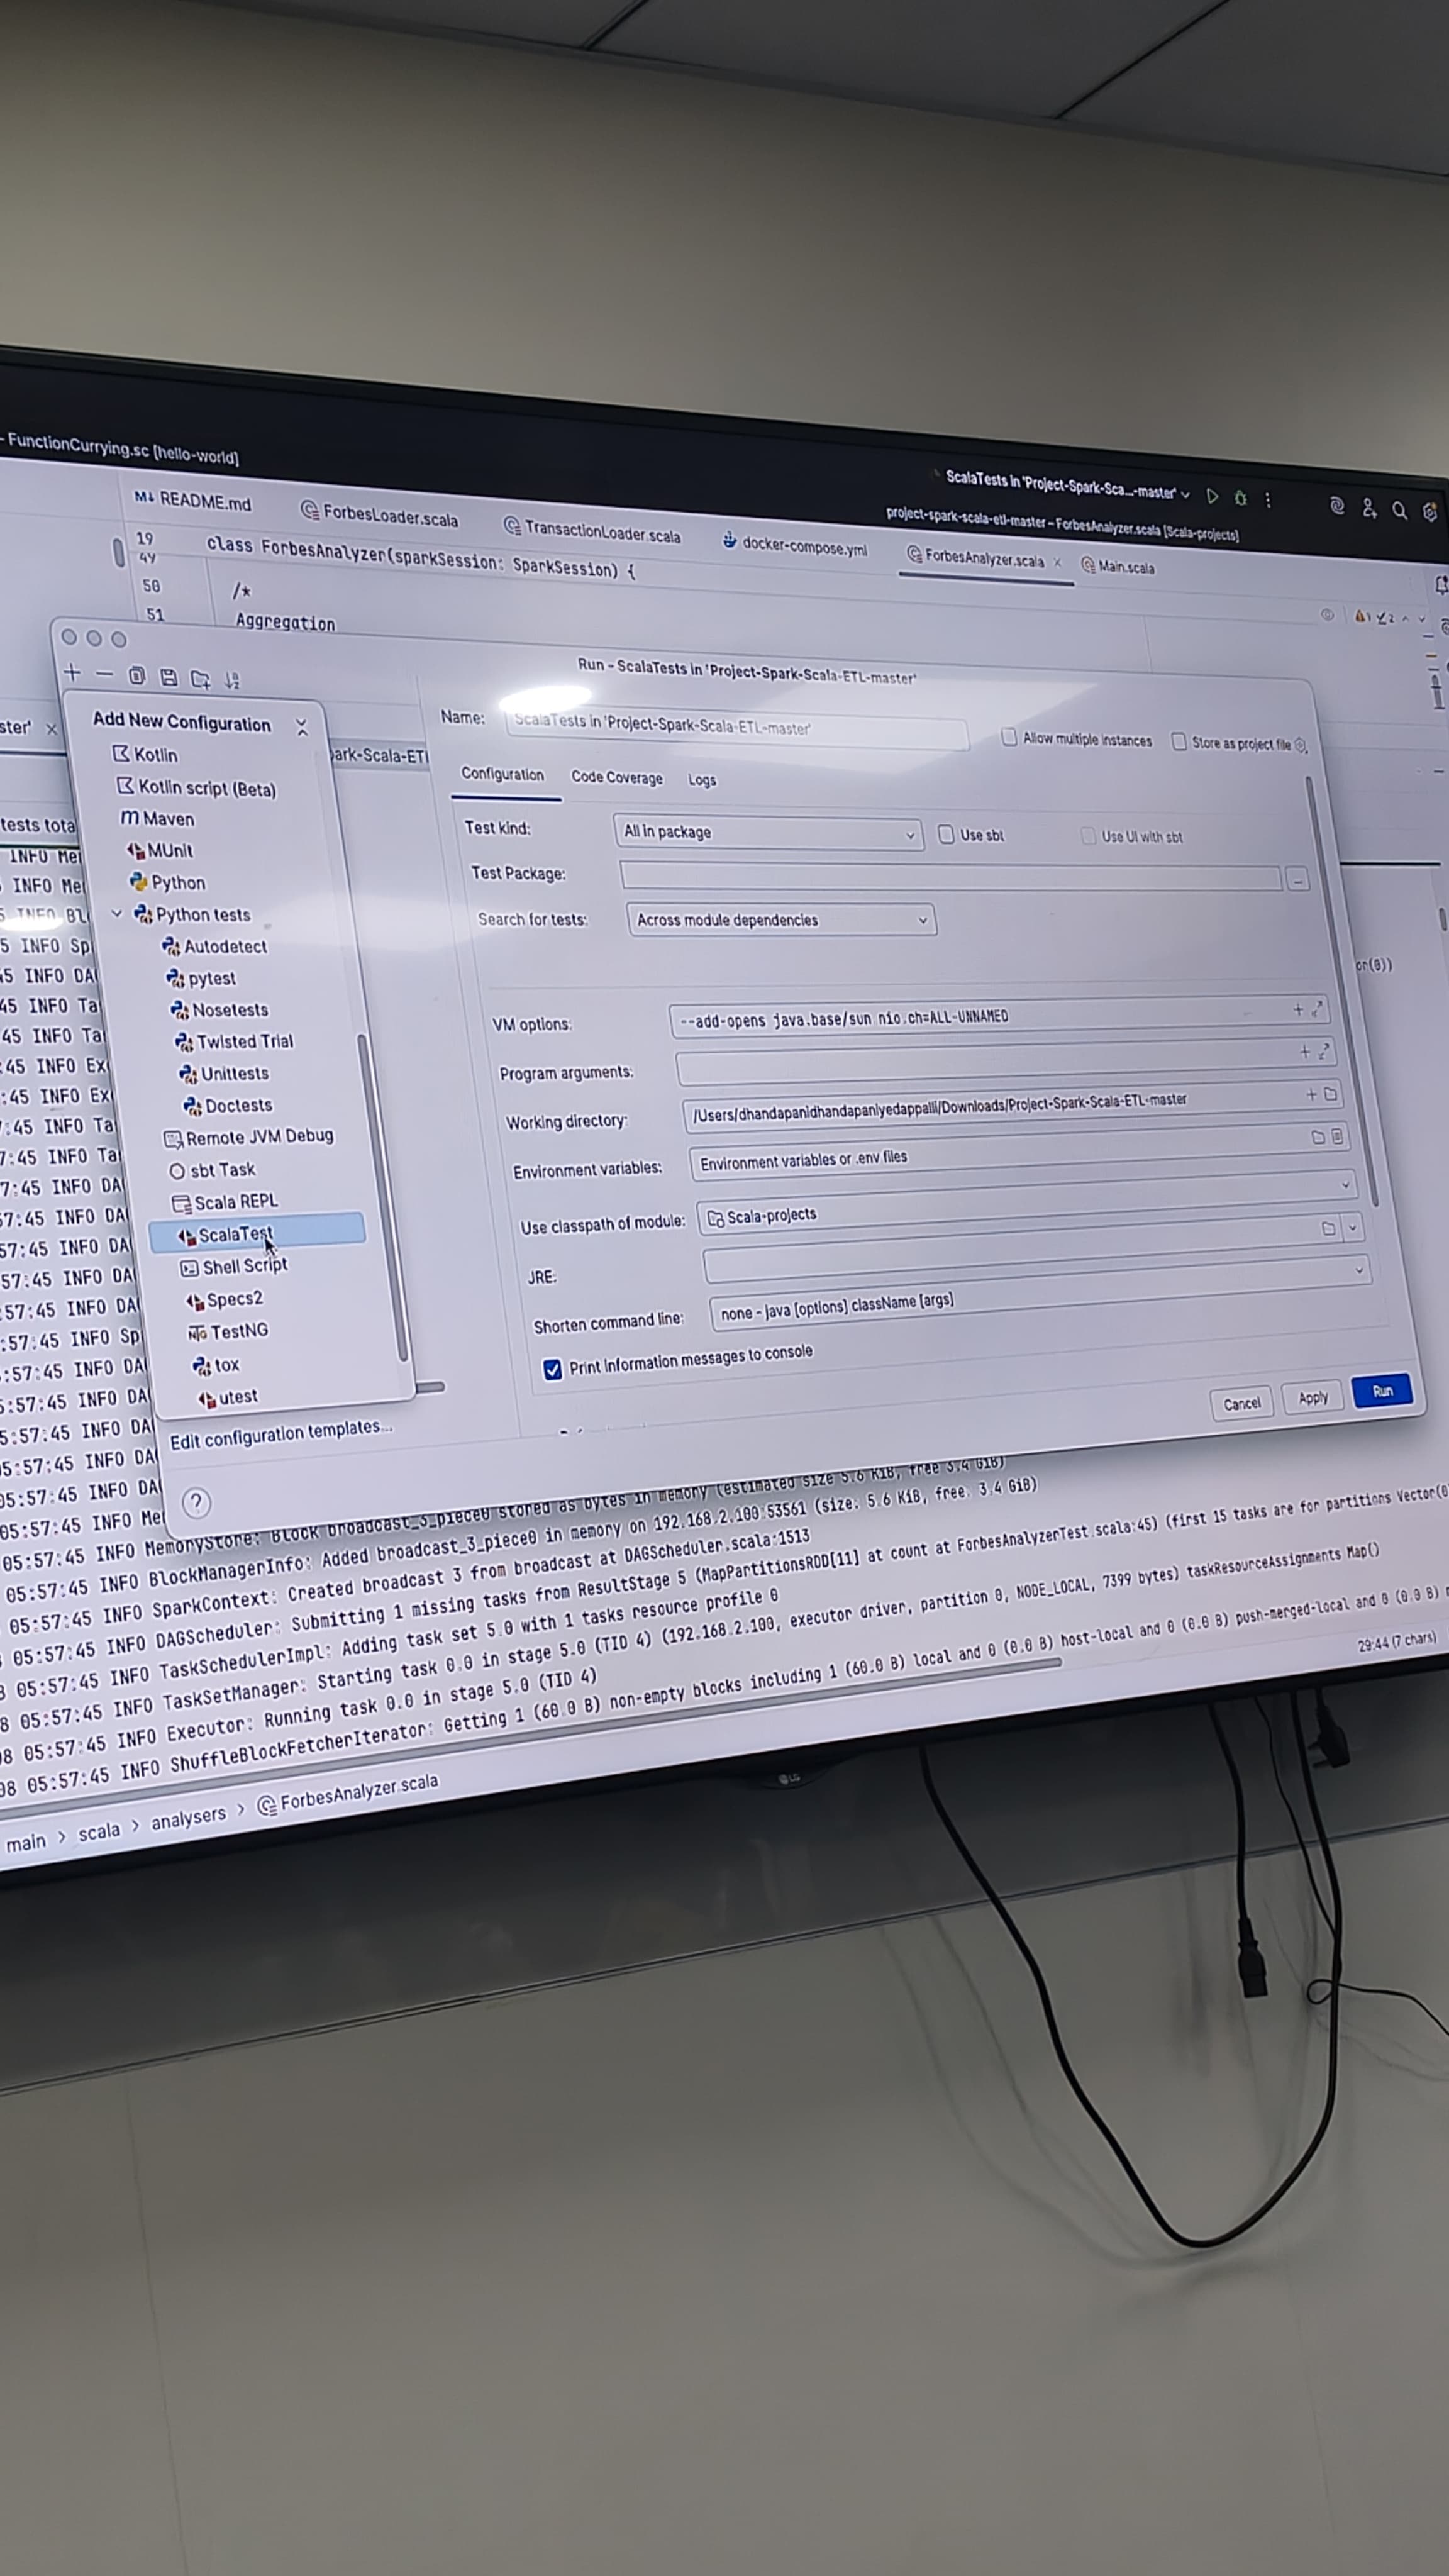 - FunctionCurrying.sc [hello-world]
ScalaTests in 'Project-Spark-Sca...-master'
project-spark-scala-etl-master – ForbesAnalyzer.scala [Scala-projects]
M↓ README.md
ForbesLoader.scala
TransactionLoader.scala
docker-compose.yml
ForbesAnalyzer.scala ×
Main.scala
19 class ForbesAnalyzer(sparkSession: SparkSession) {
49
50 /*
51 Aggregation
Run - ScalaTests in 'Project-Spark-Scala-ETL-master'
ster' ×
ark-Scala-ETL
tests tota
Add New Configuration
Kotlin
Kotlin script (Beta)
Maven
MUnit
Python
Python tests
Autodetect
pytest
Nosetests
Twisted Trial
Unittests
Doctests
Remote JVM Debug
sbt Task
Scala REPL
ScalaTest
Shell Script
Specs2
TestNG
tox
utest
Edit configuration templates...
?
Name: ScalaTests in 'Project-Spark-Scala-ETL-master'
Allow multiple instances
Store as project file
Configuration Code Coverage Logs
Test kind: All in package
Use sbt
Use UI with sbt
Test Package:
Search for tests: Across module dependencies
VM options: --add-opens java.base/sun.nio.ch=ALL-UNNAMED
Program arguments:
Working directory: /Users/dhandapanidhandapaniyedappalli/Downloads/Project-Spark-Scala-ETL-master
Environment variables: Environment variables or .env files
Use classpath of module: Scala-projects
JRE:
Shorten command line: none - java [options] className [args]
Print information messages to console
Cancel Apply Run
or(0))
INFO Me
INFO Me
INFO Bl
5 INFO Sp
45 INFO DA
45 INFO Ta
45 INFO Ta
:45 INFO Ex
:45 INFO Ex
7:45 INFO Ta
7:45 INFO Ta
7:45 INFO DA
57:45 INFO DA
57:45 INFO DA
57:45 INFO DA
:57:45 INFO DA
:57:45 INFO Sp
5:57:45 INFO DA
5:57:45 INFO DA
5:57:45 INFO DA
05:57:45 INFO DA
05:57:45 INFO DA
05:57:45 INFO Me
05:57:45 INFO MemoryStore: Block broadcast_3_piece0 stored as bytes in memory (estimated size 5.6 KiB, free 3.4 GiB)
05:57:45 INFO BlockManagerInfo: Added broadcast_3_piece0 in memory on 192.168.2.100:53561 (size: 5.6 KiB, free: 3.4 GiB)
05:57:45 INFO SparkContext: Created broadcast 3 from broadcast at DAGScheduler.scala:1513
05:57:45 INFO DAGScheduler: Submitting 1 missing tasks from ResultStage 5 (MapPartitionsRDD[11] at count at ForbesAnalyzerTest.scala:45) (first 15 tasks are for partitions Vector(0
8 05:57:45 INFO TaskSchedulerImpl: Adding task set 5.0 with 1 tasks resource profile 0
8 05:57:45 INFO TaskSetManager: Starting task 0.0 in stage 5.0 (TID 4) (192.168.2.100, executor driver, partition 0, NODE_LOCAL, 7399 bytes) taskResourceAssignments Map()
08 05:57:45 INFO Executor: Running task 0.0 in stage 5.0 (TID 4)
08 05:57:45 INFO ShuffleBlockFetcherIterator: Getting 1 (60.0 B) non-empty blocks including 1 (60.0 B) local and 0 (0.0 B) host-local and 0 (0.0 B) push-merged-local and 0 (0.0 B)
29:44 (7 chars)
main > scala > analysers > ForbesAnalyzer.scala
LG